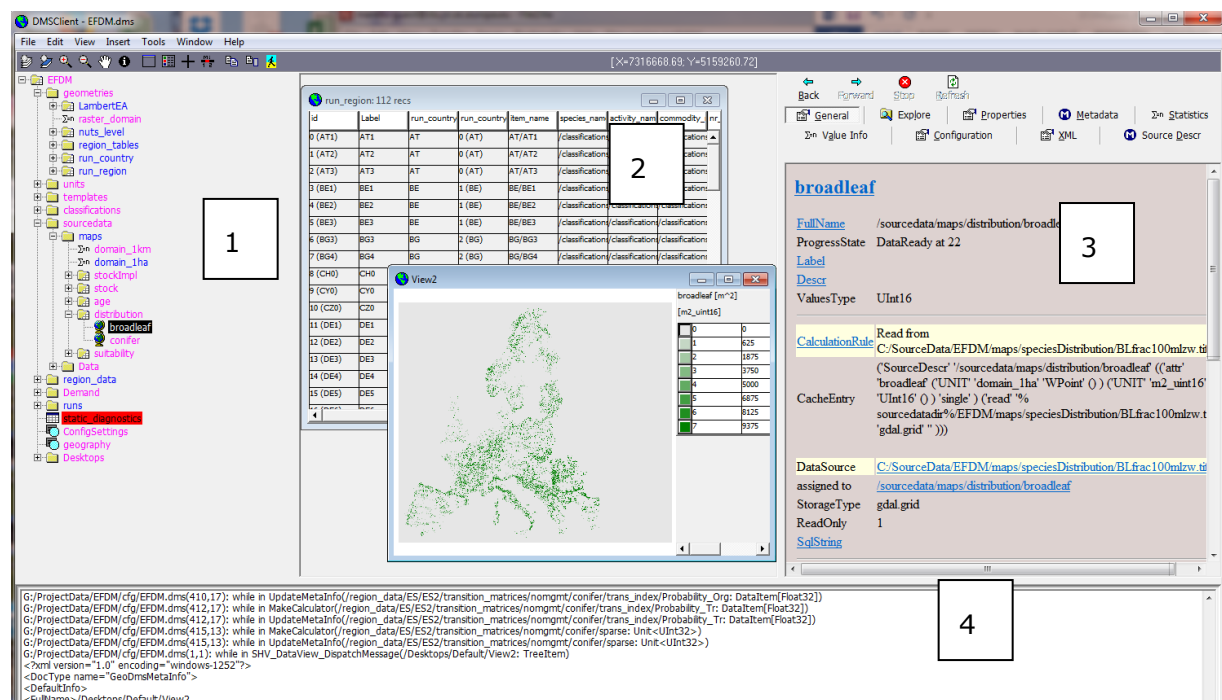 DMSClient - EFDM.dms
File Edit View Insert Tools Window Help
[X=7316668.69; Y=5159260.72]
EFDM
geometries
LambertEA
raster_domain
nuts_level
region_tables
run_country
run_region
units
templates
classifications
sourcedata
maps
domain_1km
domain_1ha
stockImpl
stock
age
distribution
broadleaf
conifer
suitability
Data
region_data
Demand
runs
static_diagnostics
ConfigSettings
geography
Desktops
1
run_region: 112 recs
id Label run_country run_country item_name species_nam activity_nam commodity_ nr_
0 (AT1) AT1 AT 0 (AT) AT/AT1 /classifications
1 (AT2) AT2 AT 0 (AT) AT/AT2 /classifications
2 (AT3) AT3 AT 0 (AT) AT/AT3 /classifications
3 (BE1) BE1 BE 1 (BE) BE/BE1 /classifications
4 (BE2) BE2 BE 1 (BE) BE/BE2 /classifications
5 (BE3) BE3 BE 1 (BE) BE/BE3 /classifications /classifications /classifications
6 (BG3) BG3 BG 2 (BG) BG/BG3 /classifications /classifications /classifications
7 (BG4) BG4 BG 2 (BG) BG/BG4 /classifications /classifications /classifications
8 (CH0) CH0
9 (CY0) CY0
10 (CZ0) CZ0
11 (DE1) DE1
12 (DE2) DE2
13 (DE3) DE3
14 (DE4) DE4
15 (DE5) DE5
2
View2
broadleaf [m^2]
[m2_uint16]
0 0
1 625
2 1875
3 3750
4 5000
5 6875
6 8125
7 9375
Back Forward Stop Refresh
General Explore Properties Metadata Statistics
Value Info Configuration XML Source Descr
broadleaf
FullName /sourcedata/maps/distribution/broadle
ProgressState DataReady at 22
Label
Descr
ValuesType UInt16
3
CalculationRule Read from
C:/SourceData/EFDM/maps/speciesDistribution/BLfrac100mlzw.tif
CacheEntry ('SourceDescr' '/sourcedata/maps/distribution/broadleaf' (('attr'
'broadleaf ('UNIT' 'domain_1ha' 'WPoint' () ) ('UNIT' 'm2_uint16'
'UInt16' () ) 'single' ) ('read' '%
sourcedatadir%/EFDM/maps/speciesDistribution/BLfrac100mlzw.t
'gdal.grid' '' )))
DataSource C:/SourceData/EFDM/maps/speciesDistribution/BLfrac100mlzw.tif
assigned to /sourcedata/maps/distribution/broadleaf
StorageType gdal.grid
ReadOnly 1
SqlString
G:/ProjectData/EFDM/cfg/EFDM.dms(410,17): while in UpdateMetaInfo(/region_data/ES/ES2/transition_matrices/nomgmt/conifer/trans_index/Probability_Org: DataItem[Float32])
G:/ProjectData/EFDM/cfg/EFDM.dms(412,17): while in MakeCalculator(/region_data/ES/ES2/transition_matrices/nomgmt/conifer/trans_index/Probability_Tr: DataItem[Float32])
G:/ProjectData/EFDM/cfg/EFDM.dms(412,17): while in UpdateMetaInfo(/region_data/ES/ES2/transition_matrices/nomgmt/conifer/trans_index/Probability_Tr: DataItem[Float32])
G:/ProjectData/EFDM/cfg/EFDM.dms(415,13): while in MakeCalculator(/region_data/ES/ES2/transition_matrices/nomgmt/conifer/sparse: Unit<UInt32>)
G:/ProjectData/EFDM/cfg/EFDM.dms(415,13): while in UpdateMetaInfo(/region_data/ES/ES2/transition_matrices/nomgmt/conifer/sparse: Unit<UInt32>)
G:/ProjectData/EFDM/cfg/EFDM.dms(1,1): while in SHV_DataView_DispatchMessage(/Desktops/Default/View2: TreeItem)
<?xml version="1.0" encoding="windows-1252"?>
<DocType name="GeoDmsMetaInfo">
<DefaultInfo>
<FullName>/Desktops/Default/View2
4